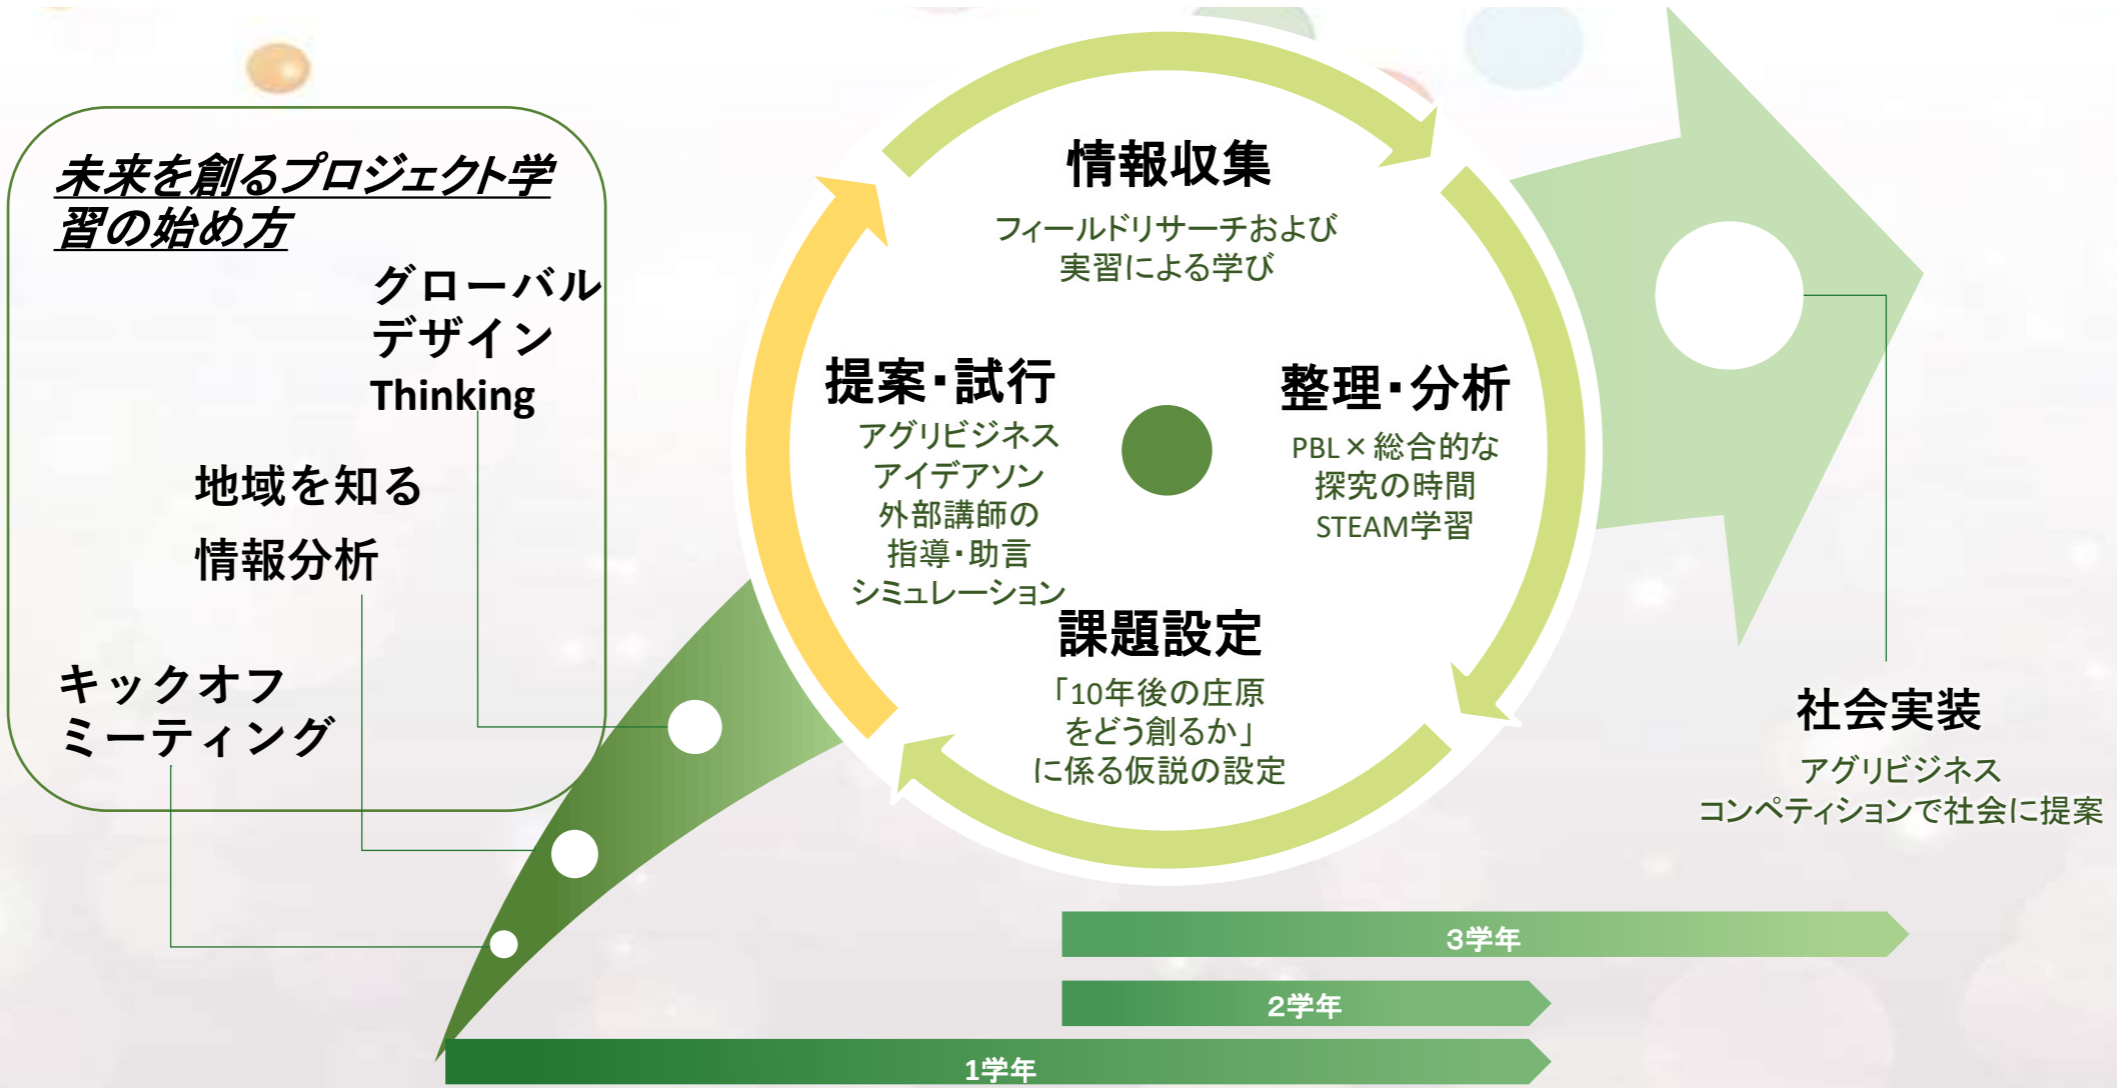 未来を創るプロジェクト学
習の始め方
グローバル
デザイン
Thinking
地域を知る
情報分析
キックオフ
ミーティング
情報収集
フィールドリサーチおよび
実習による学び
提案・試行
アグリビジネス
アイデアソン
外部講師の
指導・助言
シミュレーション
整理・分析
PBL×総合的な
探究の時間
STEAM学習
課題設定
「10年後の庄原
をどう創るか」
に係る仮説の設定
社会実装
アグリビジネス
コンペティションで社会に提案
3学年
2学年
1学年